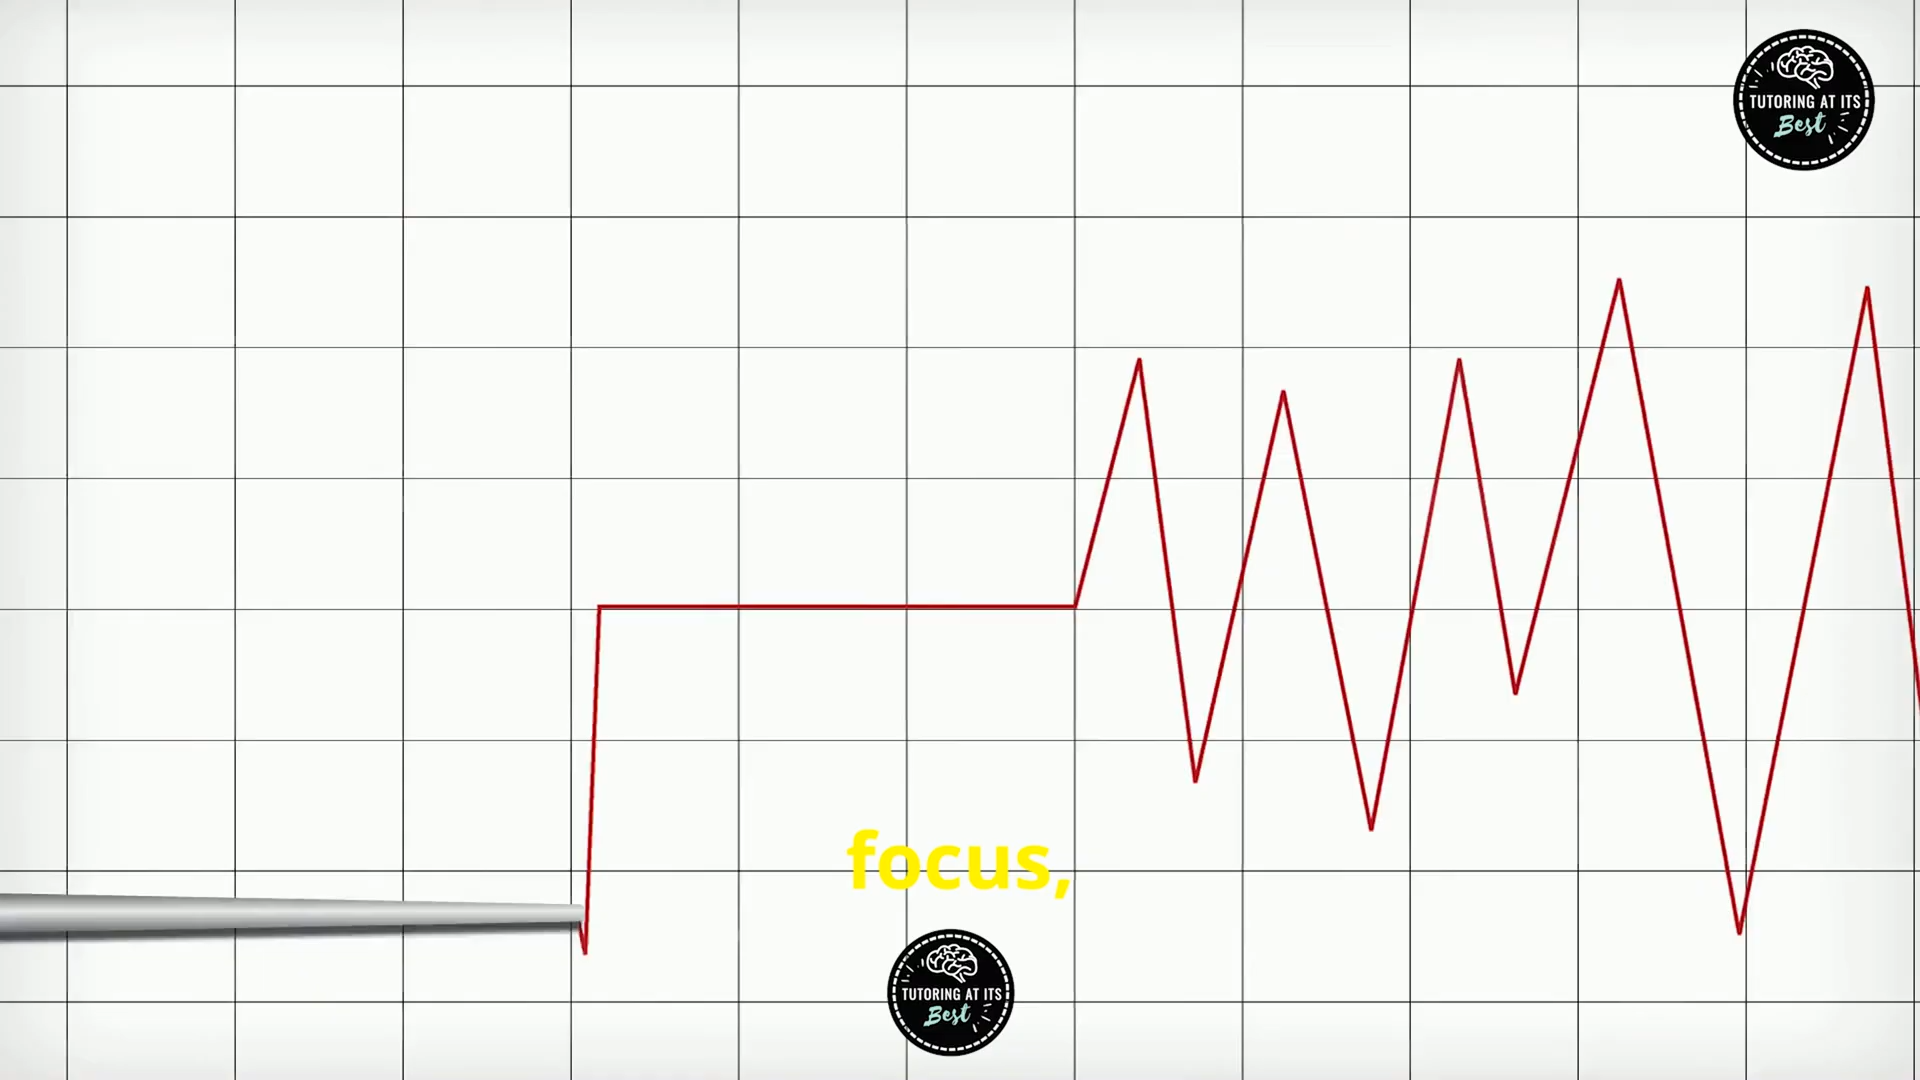 TUTORING AT ITS
Best
focus,
TUTORING AT ITS
Best